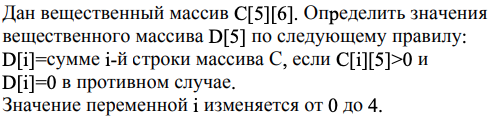 Дан вещественный массив C[5][6]. Определить значения
вещественного массива D[5] по следующему правилу:
D[i]=сумме i-й строки массива С, если C[i][5]>0 и
D[i]=0 в противном случае.
Значение переменной i изменяется от 0 до 4.